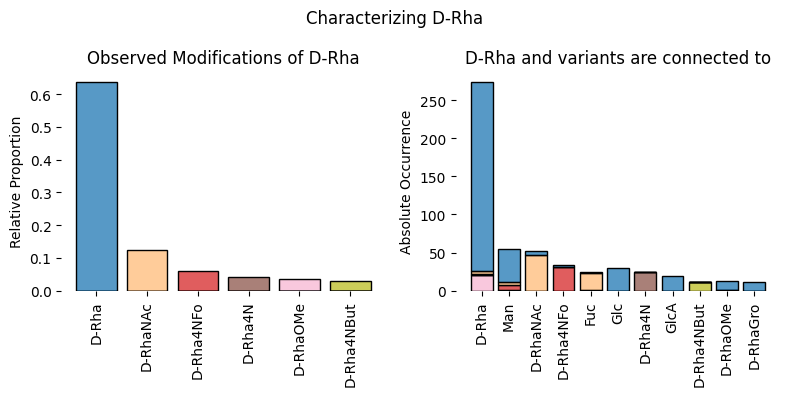 Characterizing D-Rha
Observed Modifications of D-Rha
Relative Proportion
0.6
0.5
0.4
0.3
0.2
0.1
0.0
D-Rha
D-RhaNAc
D-Rha4NFo
D-Rha4N
D-RhaOMe
D-Rha4NBut
D-Rha and variants are connected to
Absolute Occurrence
250
200
150
100
50
0
D-Rha
Man
D-RhaNAc
D-Rha4NFo
Fuc
Glc
D-Rha4N
GlcA
D-Rha4NBut
D-RhaOMe
D-RhaGro